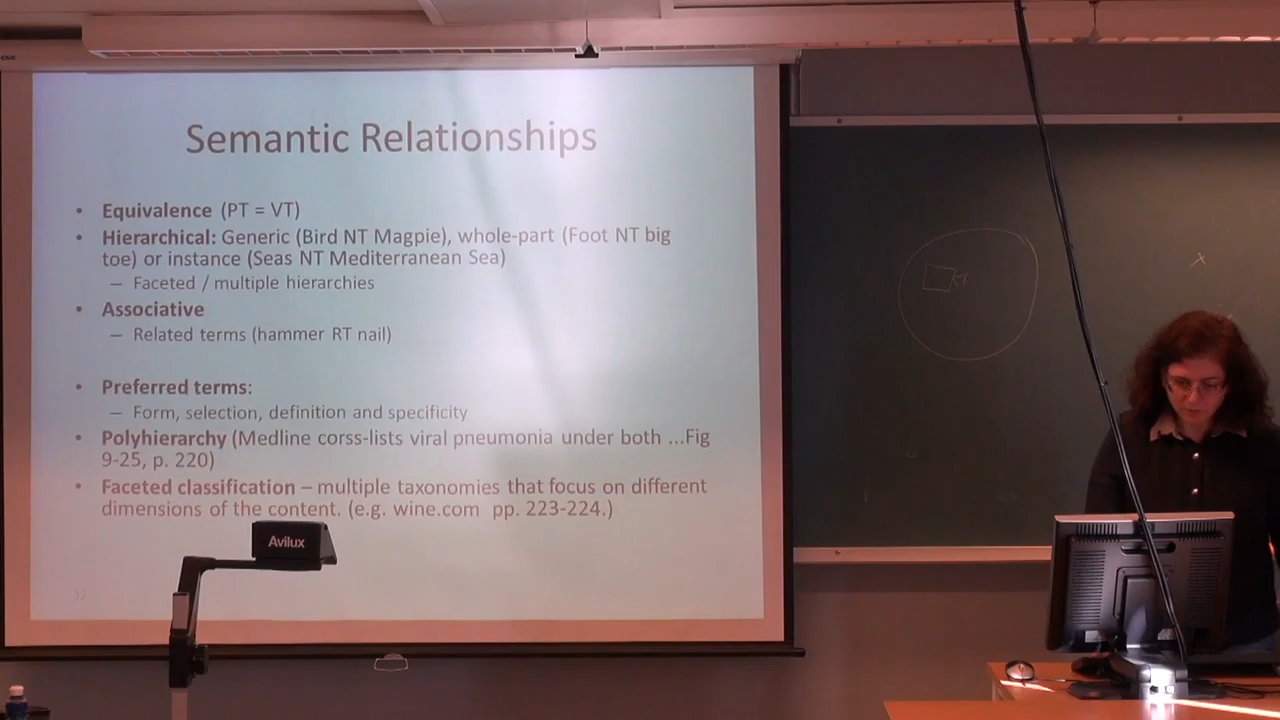 Semantic Relationships
• Equivalence (PT = VT)
• Hierarchical: Generic (Bird NT Magpie), whole-part (Foot NT big
toe) or instance (Seas NT Mediterranean Sea)
– Faceted / multiple hierarchies
• Associative
– Related terms (hammer RT nail)
• Preferred terms:
– Form, selection, definition and specificity
• Polyhierarchy (Medline corss-lists viral pneumonia under both ...Fig
9-25, p. 220)
• Faceted classification – multiple taxonomies that focus on different
dimensions of the content. (e.g. wine.com pp. 223-224.)
Avilux